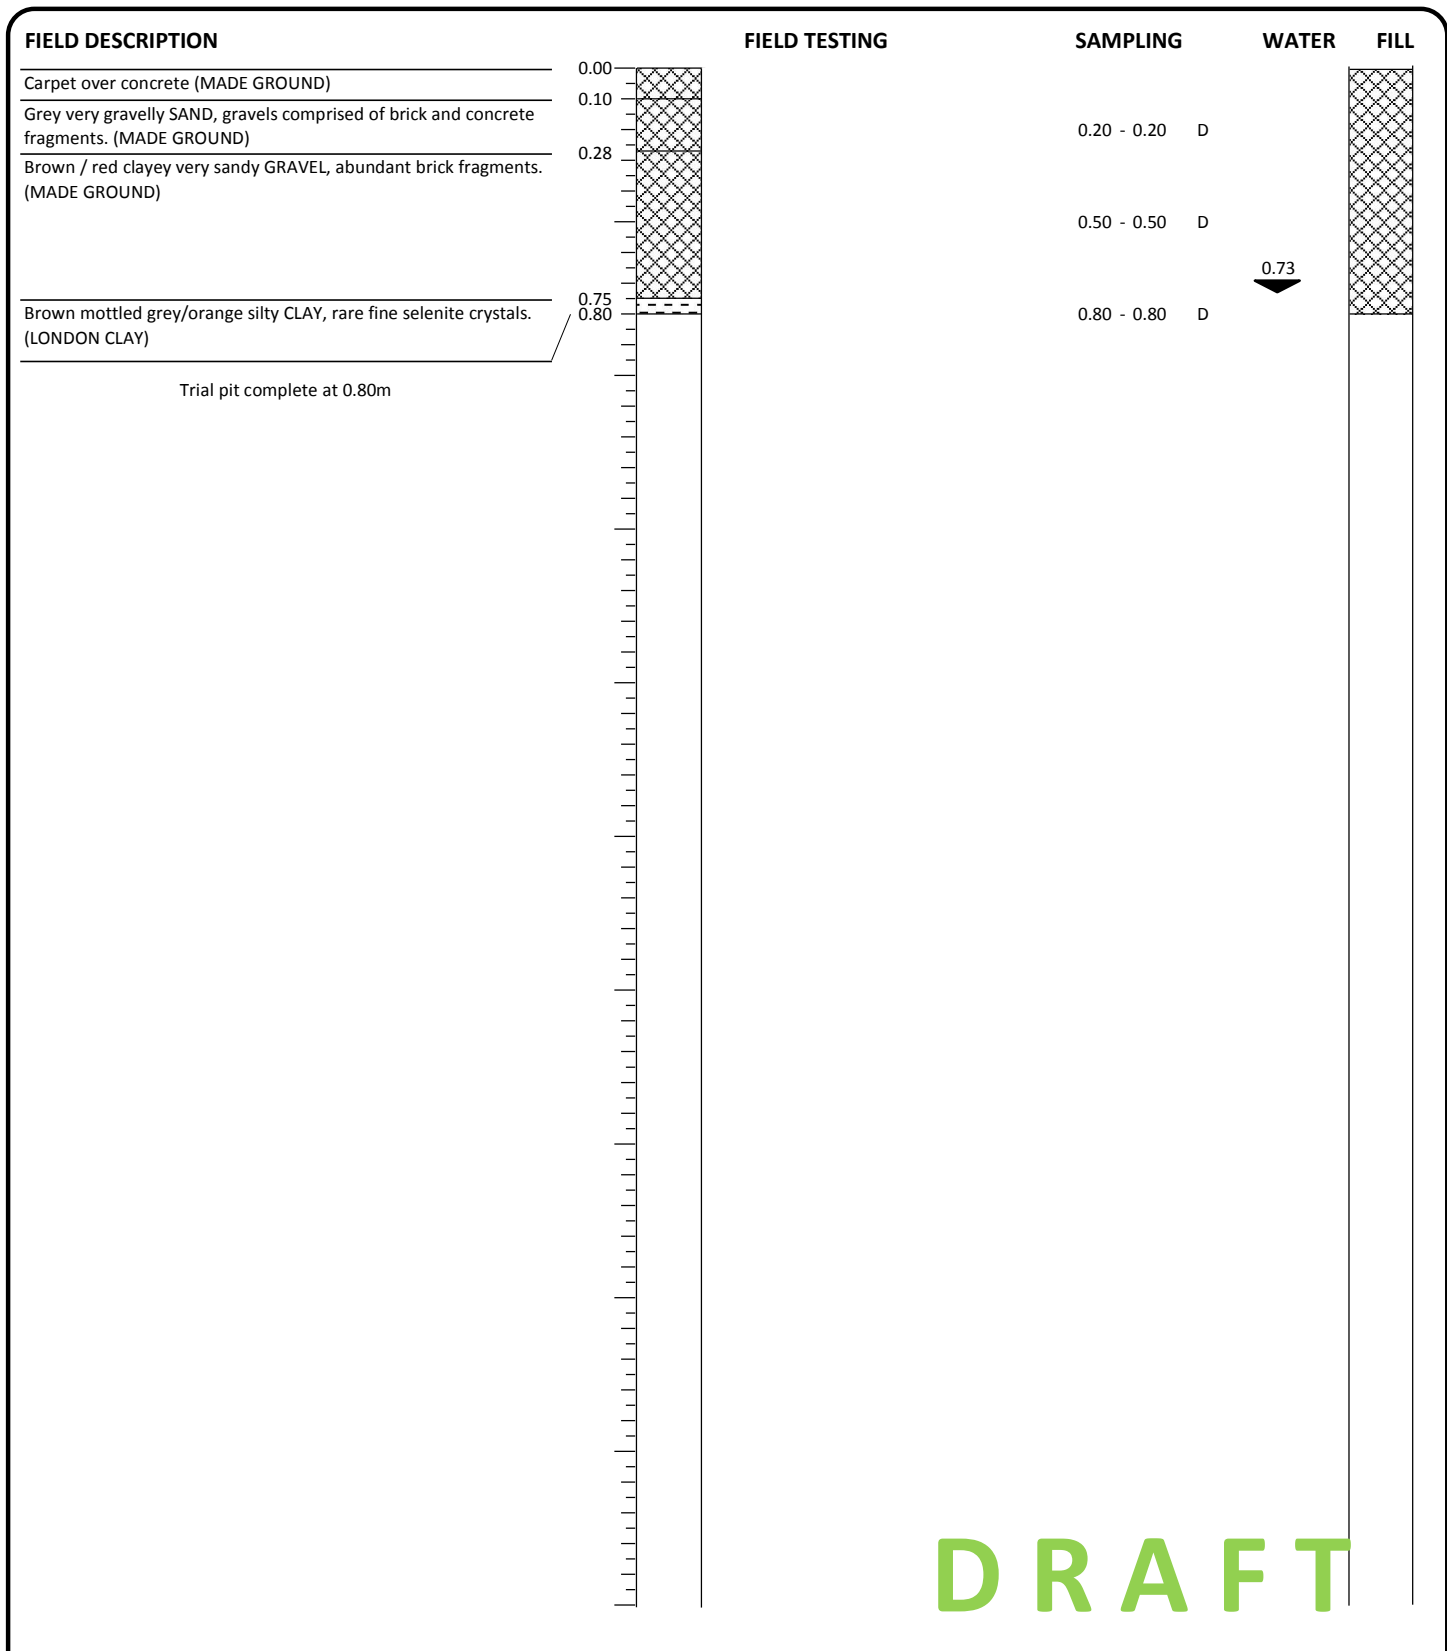 FIELD DESCRIPTION FIELD TESTING SAMPLING WATER FILL
0.00
Carpet over concrete (MADE GROUND)
0.10
Grey very gravelly SAND, gravels comprised of brick and concrete
fragments. (MADE GROUND)
0.20 - 0.20 D
0.28
Brown / red clayey very sandy GRAVEL, abundant brick fragments.
(MADE GROUND)
0.50 - 0.50 D
0.73
0.75
Brown mottled grey/orange silty CLAY, rare fine selenite crystals.
(LONDON CLAY)
0.80
0.80 - 0.80 D
Trial pit complete at 0.80m
DRAFT